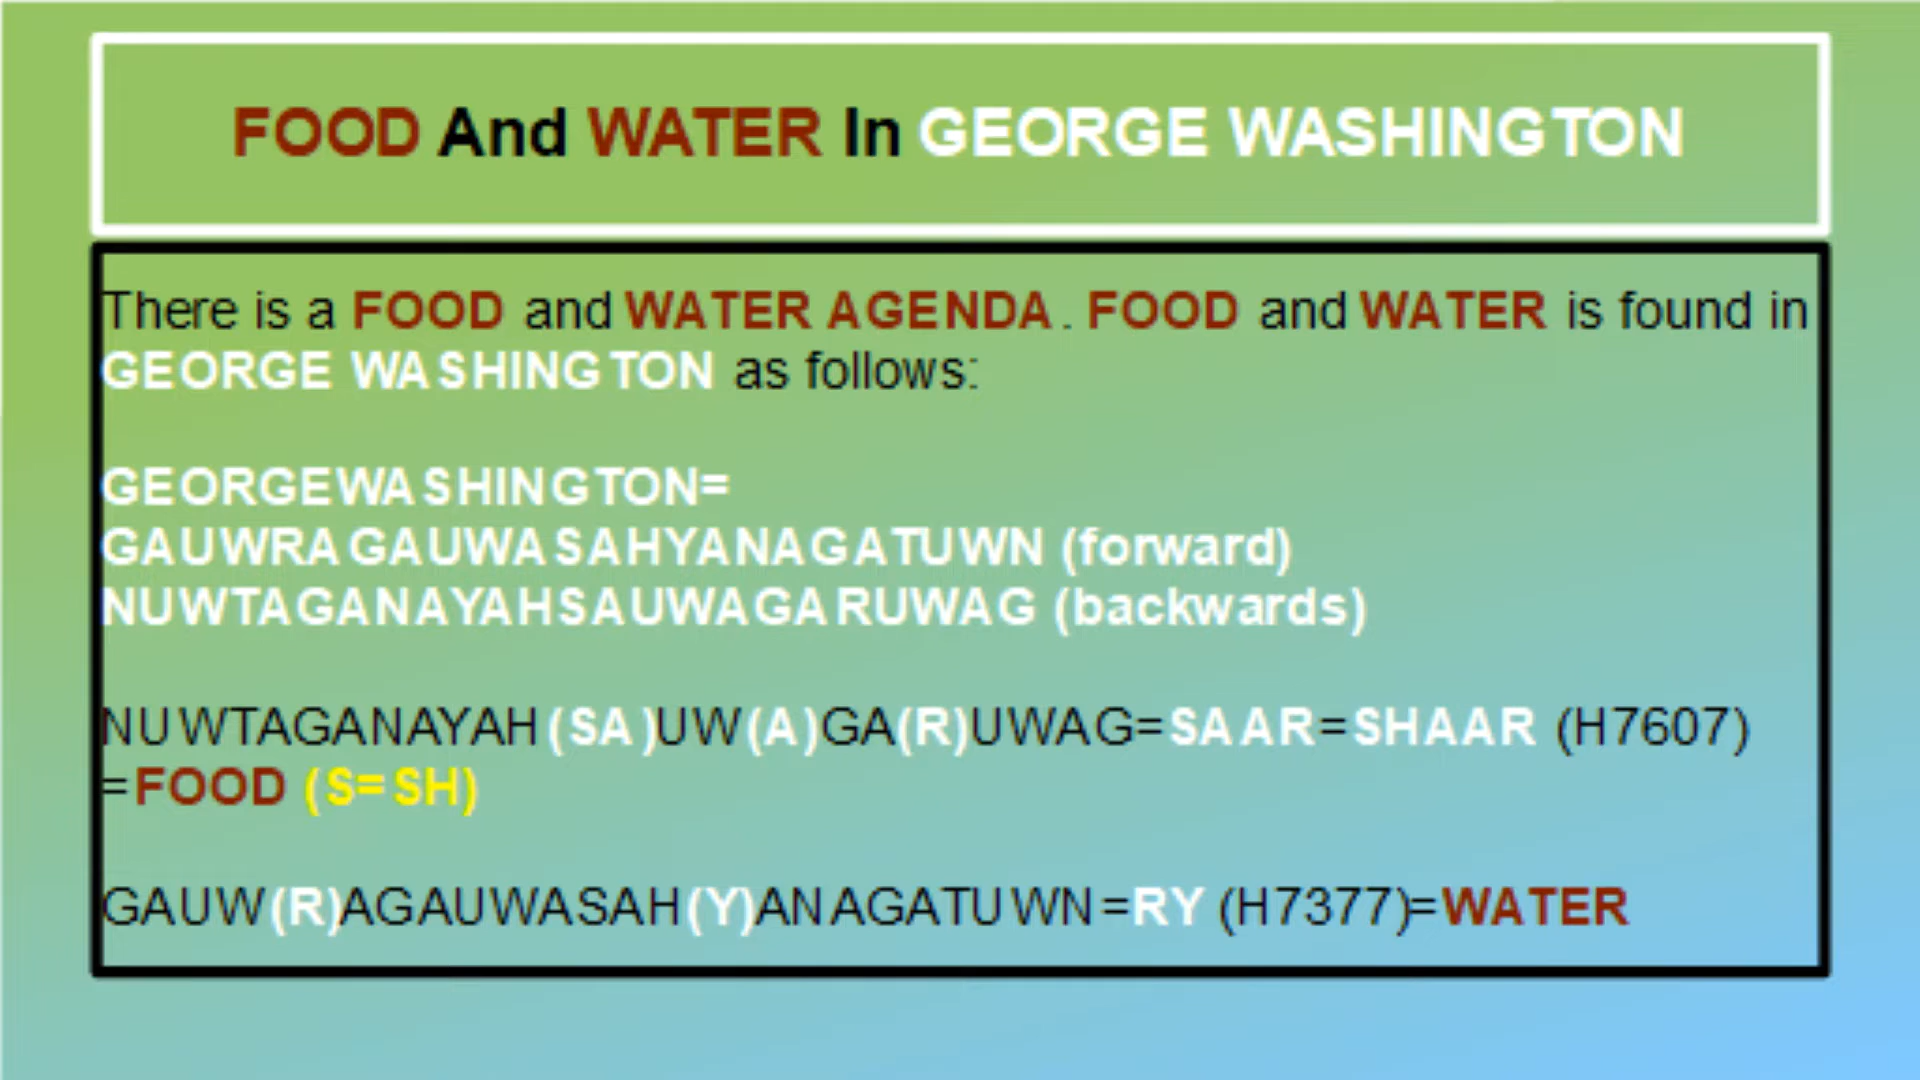 FOOD And WATER In GEORGE WASHINGTON
There is a FOOD and WATER AGENDA. FOOD and WATER is found in
GEORGE WASHINGTON as follows:
GEORGEWASHINGTON=
GAUWRAGAUWASAHYANAGATUWN (forward)
NUWTAGANAYAHSAUWAGARUWAG (backwards)
NUWTAGANAYAH(SA)UW(A)GA(R)UWAG=SAAR=SHAAR (H7607)
=FOOD (S=SH)
GAUW(R)AGAUWASAH(Y)ANAGATUWN=RY (H7377)=WATER